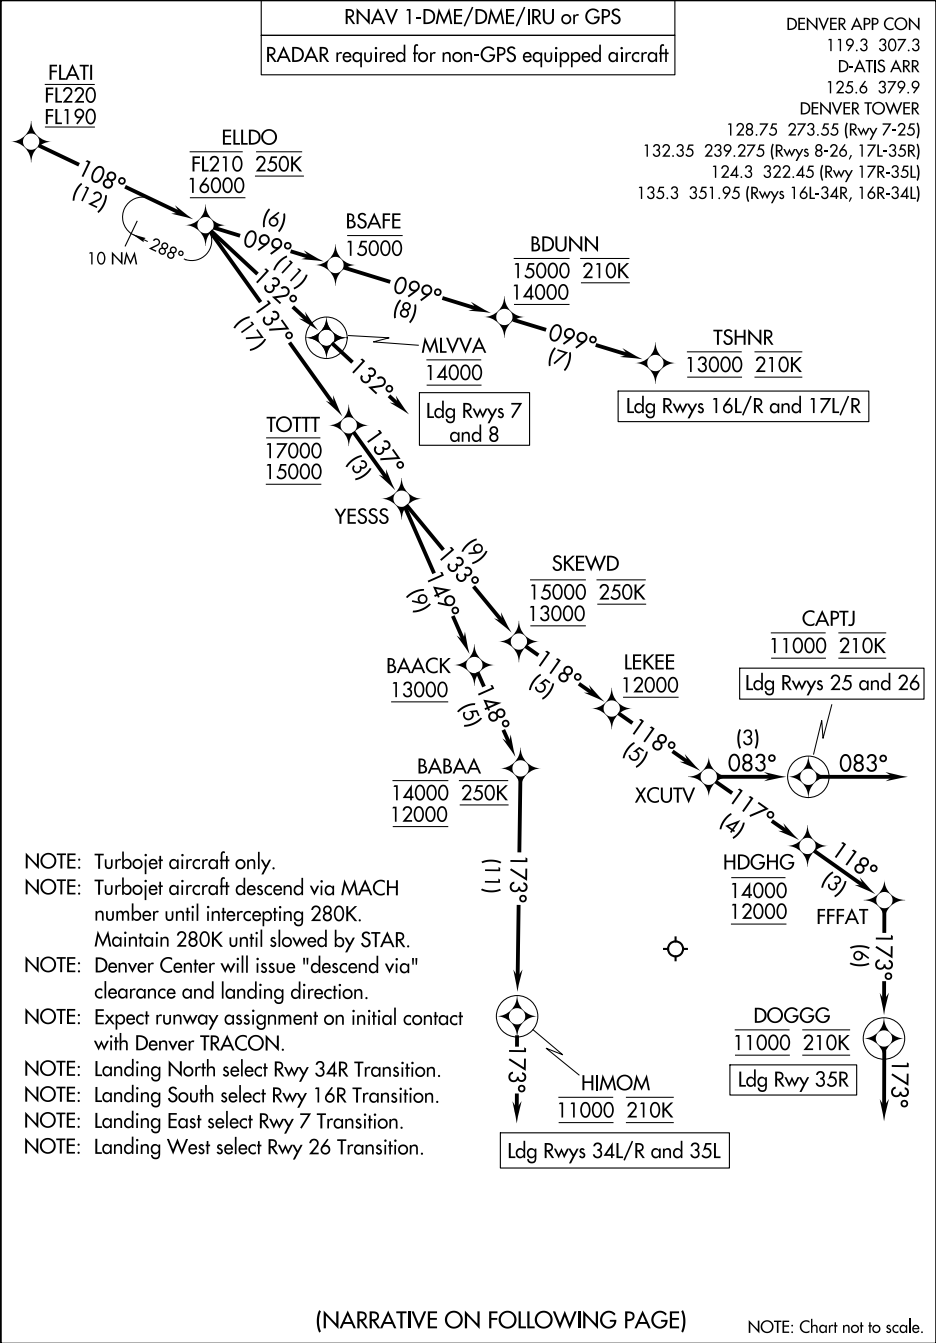 RNAV 1-DME/DME/IRU or GPS
RADAR required for non-GPS equipped aircraft
DENVER APP CON
119.3 307.3
D-ATIS ARR
125.6 379.9
DENVER TOWER
128.75 273.55 (Rwy 7-25)
132.35 239.275 (Rwys 8-26, 17L-35R)
124.3 322.45 (Rwy 17R-35L)
135.3 351.95 (Rwys 16L-34R, 16R-34L)
FLATI
FL220
FL190
108°
(12)
ELLDO
FL210 250K
16000
10 NM
288°
(6)
099°
BSAFE
15000
099°
(8)
BDUNN
15000 210K
14000
099°
(7)
TSHNR
13000 210K
Ldg Rwys 16L/R and 17L/R
(11)
132°
MLVVA
14000
132°
Ldg Rwys 7
and 8
137°
(17)
TOTTT
17000
15000
137°
(3)
YESSS
(9)
133°
149°
(9)
SKEWD
15000 250K
13000
118°
(5)
LEKEE
12000
118°
(5)
XCUTV
(3)
083°
CAPTJ
11000 210K
Ldg Rwys 25 and 26
083°
117°
(4)
HDGHG
14000
12000
118°
(3)
FFFAT
173°
(6)
DOGGG
11000 210K
Ldg Rwy 35R
173°
BAACK
13000
148°
(5)
BABAA
14000 250K
12000
173°
(11)
HIMOM
11000 210K
Ldg Rwys 34L/R and 35L
173°
NOTE: Turbojet aircraft only.
NOTE: Turbojet aircraft descend via MACH
number until intercepting 280K.
Maintain 280K until slowed by STAR.
NOTE: Denver Center will issue "descend via"
clearance and landing direction.
NOTE: Expect runway assignment on initial contact
with Denver TRACON.
NOTE: Landing North select Rwy 34R Transition.
NOTE: Landing South select Rwy 16R Transition.
NOTE: Landing East select Rwy 7 Transition.
NOTE: Landing West select Rwy 26 Transition.
(NARRATIVE ON FOLLOWING PAGE)
NOTE: Chart not to scale.